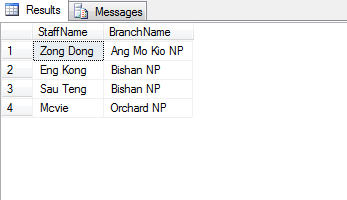 Results Messages
StaffName BranchName
1 Zong Dong Ang Mo Kio NP
2 Eng Kong Bishan NP
3 Sau Teng Bishan NP
4 Mcvie Orchard NP